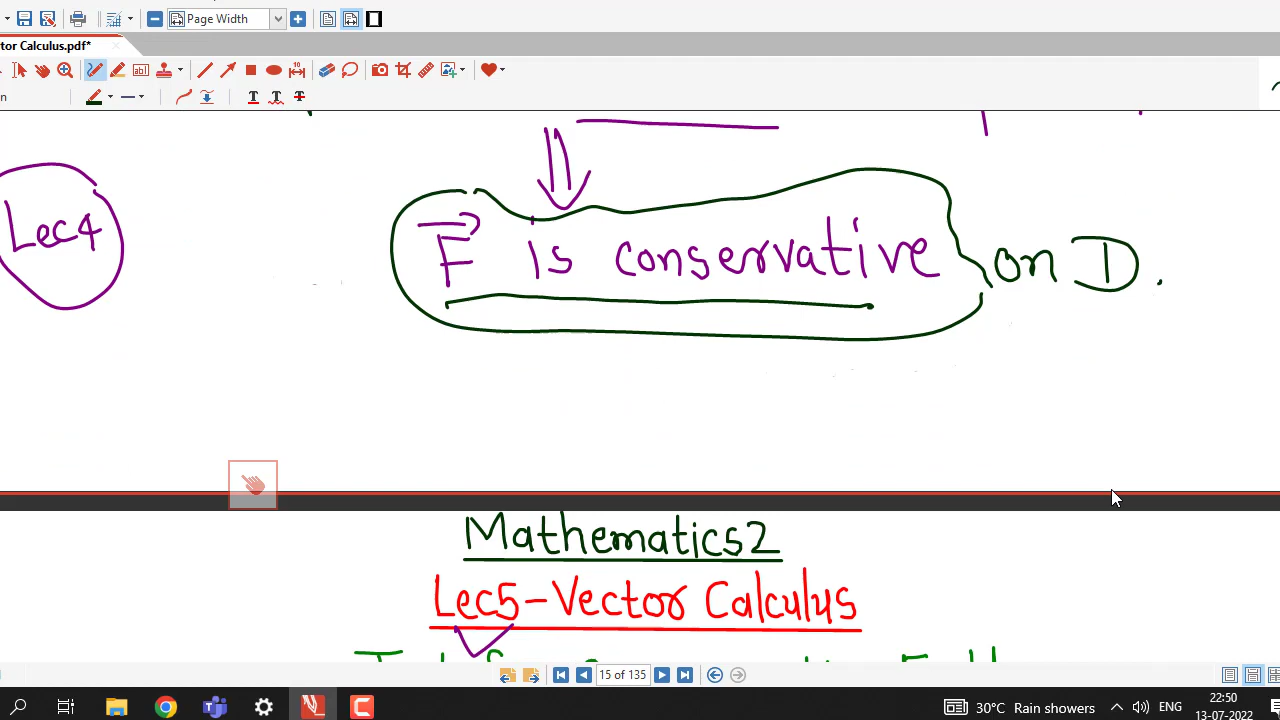 Page Width
tor Calculus.pdf*
Lec4
F is conservative on D.
Mathematics2
Lec5-Vector Calculus
15 of 135
30°C Rain showers
ENG
22:50
13-07-2022